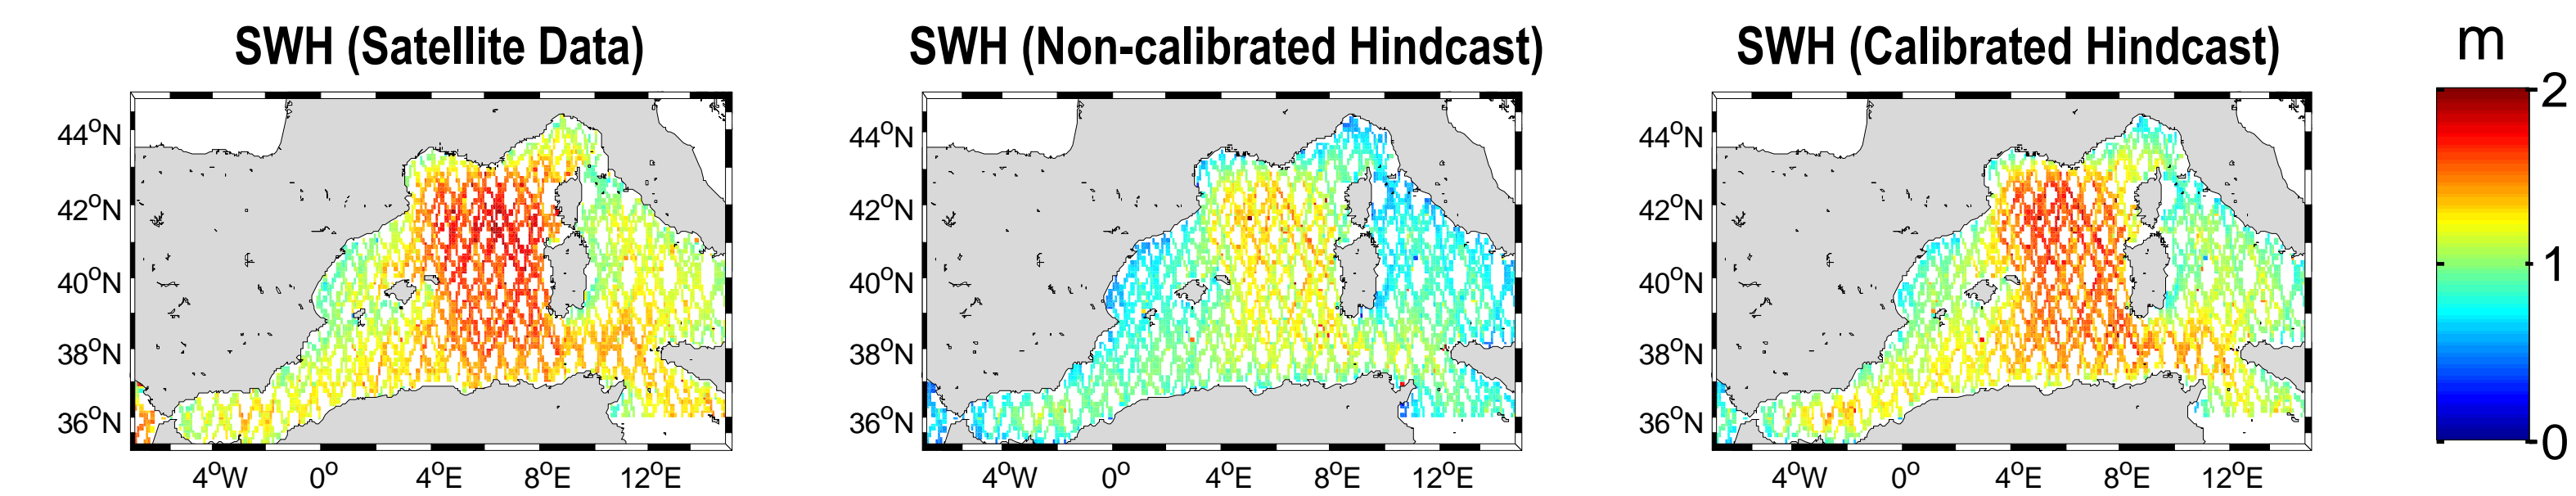 SWH (Satellite Data) SWH (Non-calibrated Hindcast) SWH (Calibrated Hindcast) m
44°N 44°N 44°N 2
42°N 42°N 42°N
40°N 40°N 40°N 1
38°N 38°N 38°N
36°N 36°N 36°N 0
4°W 0° 4°E 8°E 12°E 4°W 0° 4°E 8°E 12°E 4°W 0° 4°E 8°E 12°E